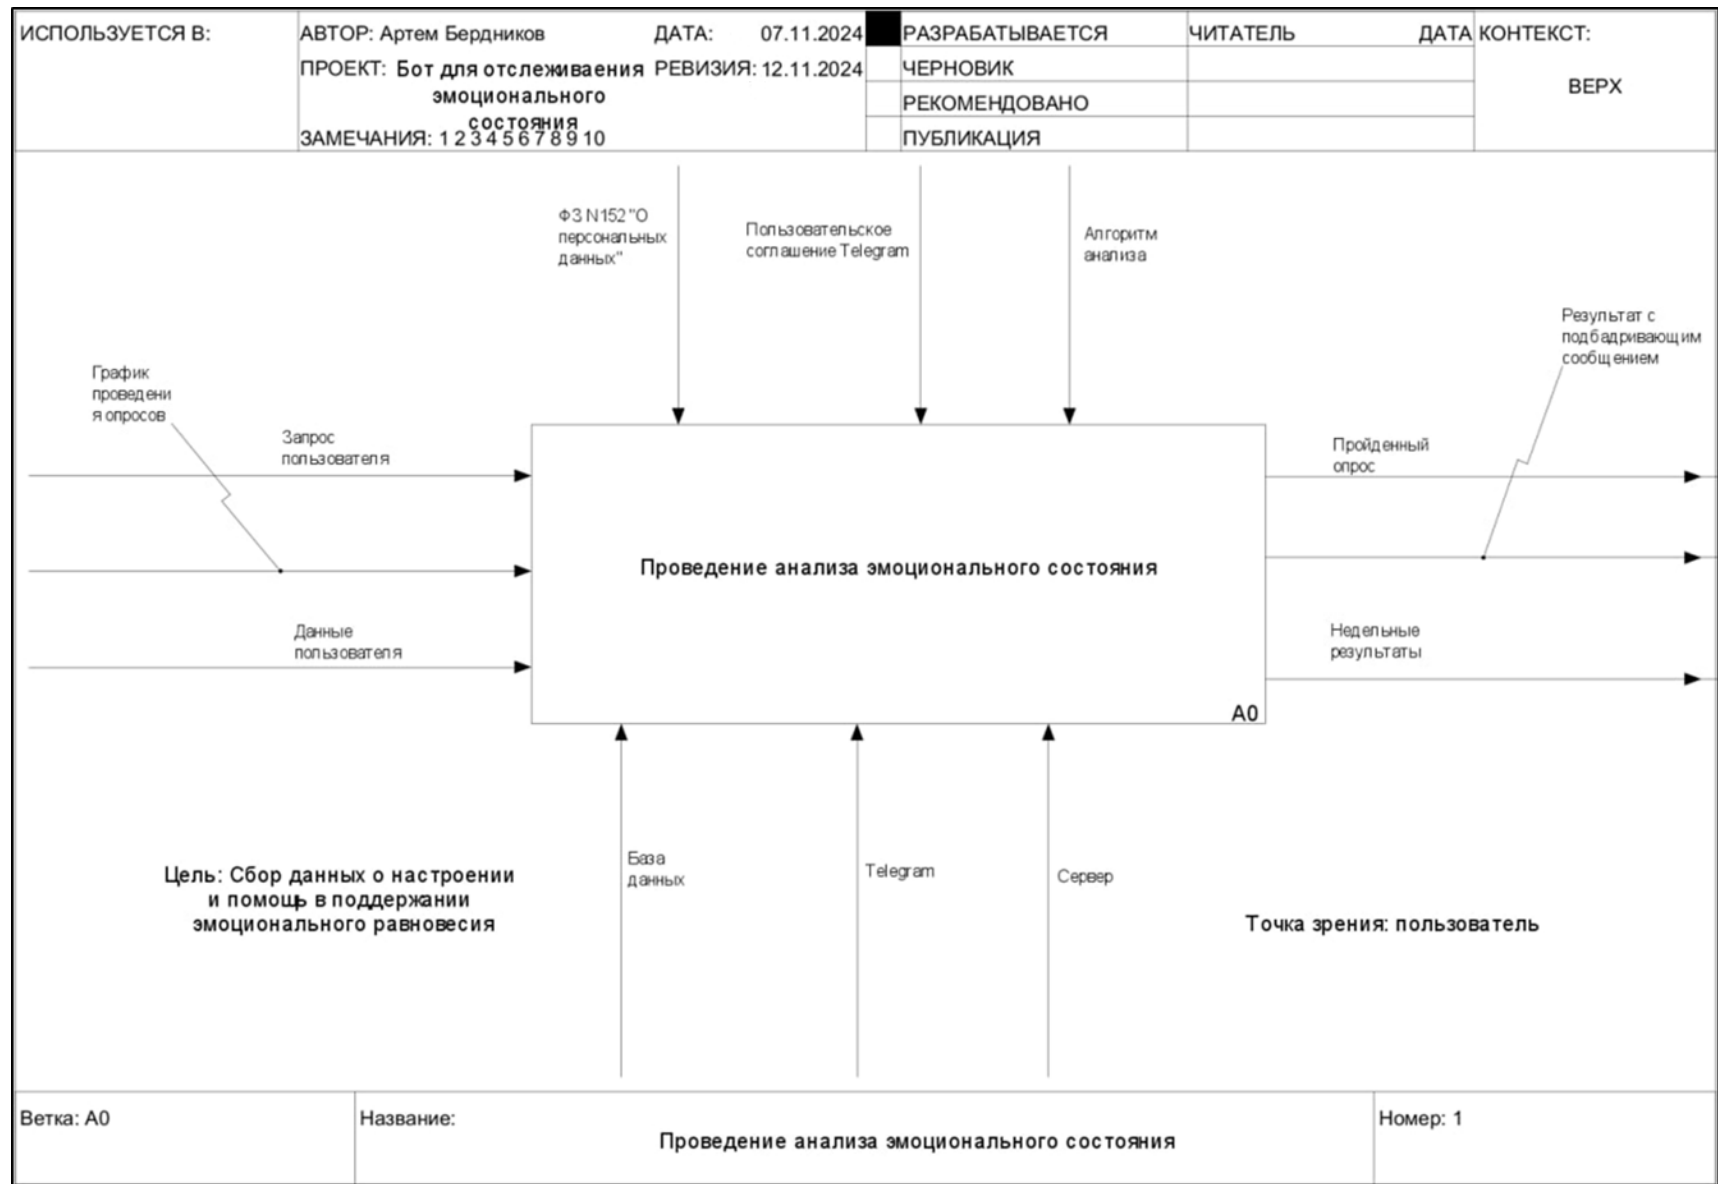 ИСПОЛЬЗУЕТСЯ В:
АВТОР: Артем Бердников
ДАТА: 07.11.2024
ПРОЕКТ: Бот для отслеживаения
эмоционального
состояния
РЕВИЗИЯ: 12.11.2024
ЗАМЕЧАНИЯ: 1 2 3 4 5 6 7 8 9 10
РАЗРАБАТЫВАЕТСЯ
ЧЕРНОВИК
РЕКОМЕНДОВАНО
ПУБЛИКАЦИЯ
ЧИТАТЕЛЬ
ДАТА
КОНТЕКСТ:
ВЕРХ
ФЗ N152 "О
персональных
данных"
Пользовательское
соглашение Telegram
Алгоритм
анализа
Результат с
подбадривающим
сообщением
График
проведени
я опросов
Запрос
пользователя
Данные
пользователя
Проведение анализа эмоционального состояния
A0
Пройденный
опрос
Недельные
результаты
База
данных
Telegram
Сервер
Цель: Сбор данных о настроении
и помощь в поддержании
эмоционального равновесия
Точка зрения: пользователь
Ветка: A0
Название:
Проведение анализа эмоционального состояния
Номер: 1